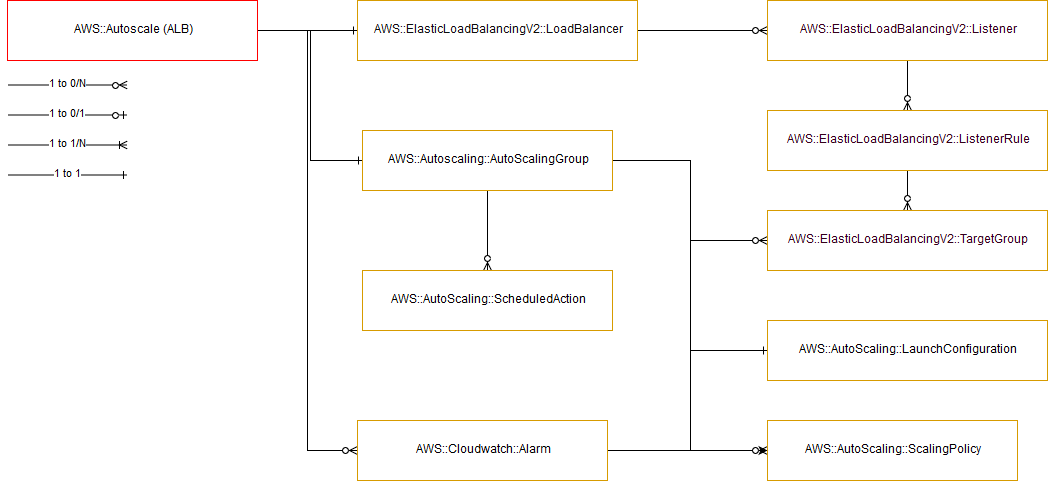 AWS::Autoscale (ALB)
AWS::ElasticLoadBalancingV2::LoadBalancer
AWS::ElasticLoadBalancingV2::Listener
1 to 0/N
1 to 0/1
1 to 1/N
1 to 1
AWS::ElasticLoadBalancingV2::ListenerRule
AWS::Autoscaling::AutoScalingGroup
AWS::ElasticLoadBalancingV2::TargetGroup
AWS::AutoScaling::ScheduledAction
AWS::AutoScaling::LaunchConfiguration
AWS::Cloudwatch::Alarm
AWS::AutoScaling::ScalingPolicy